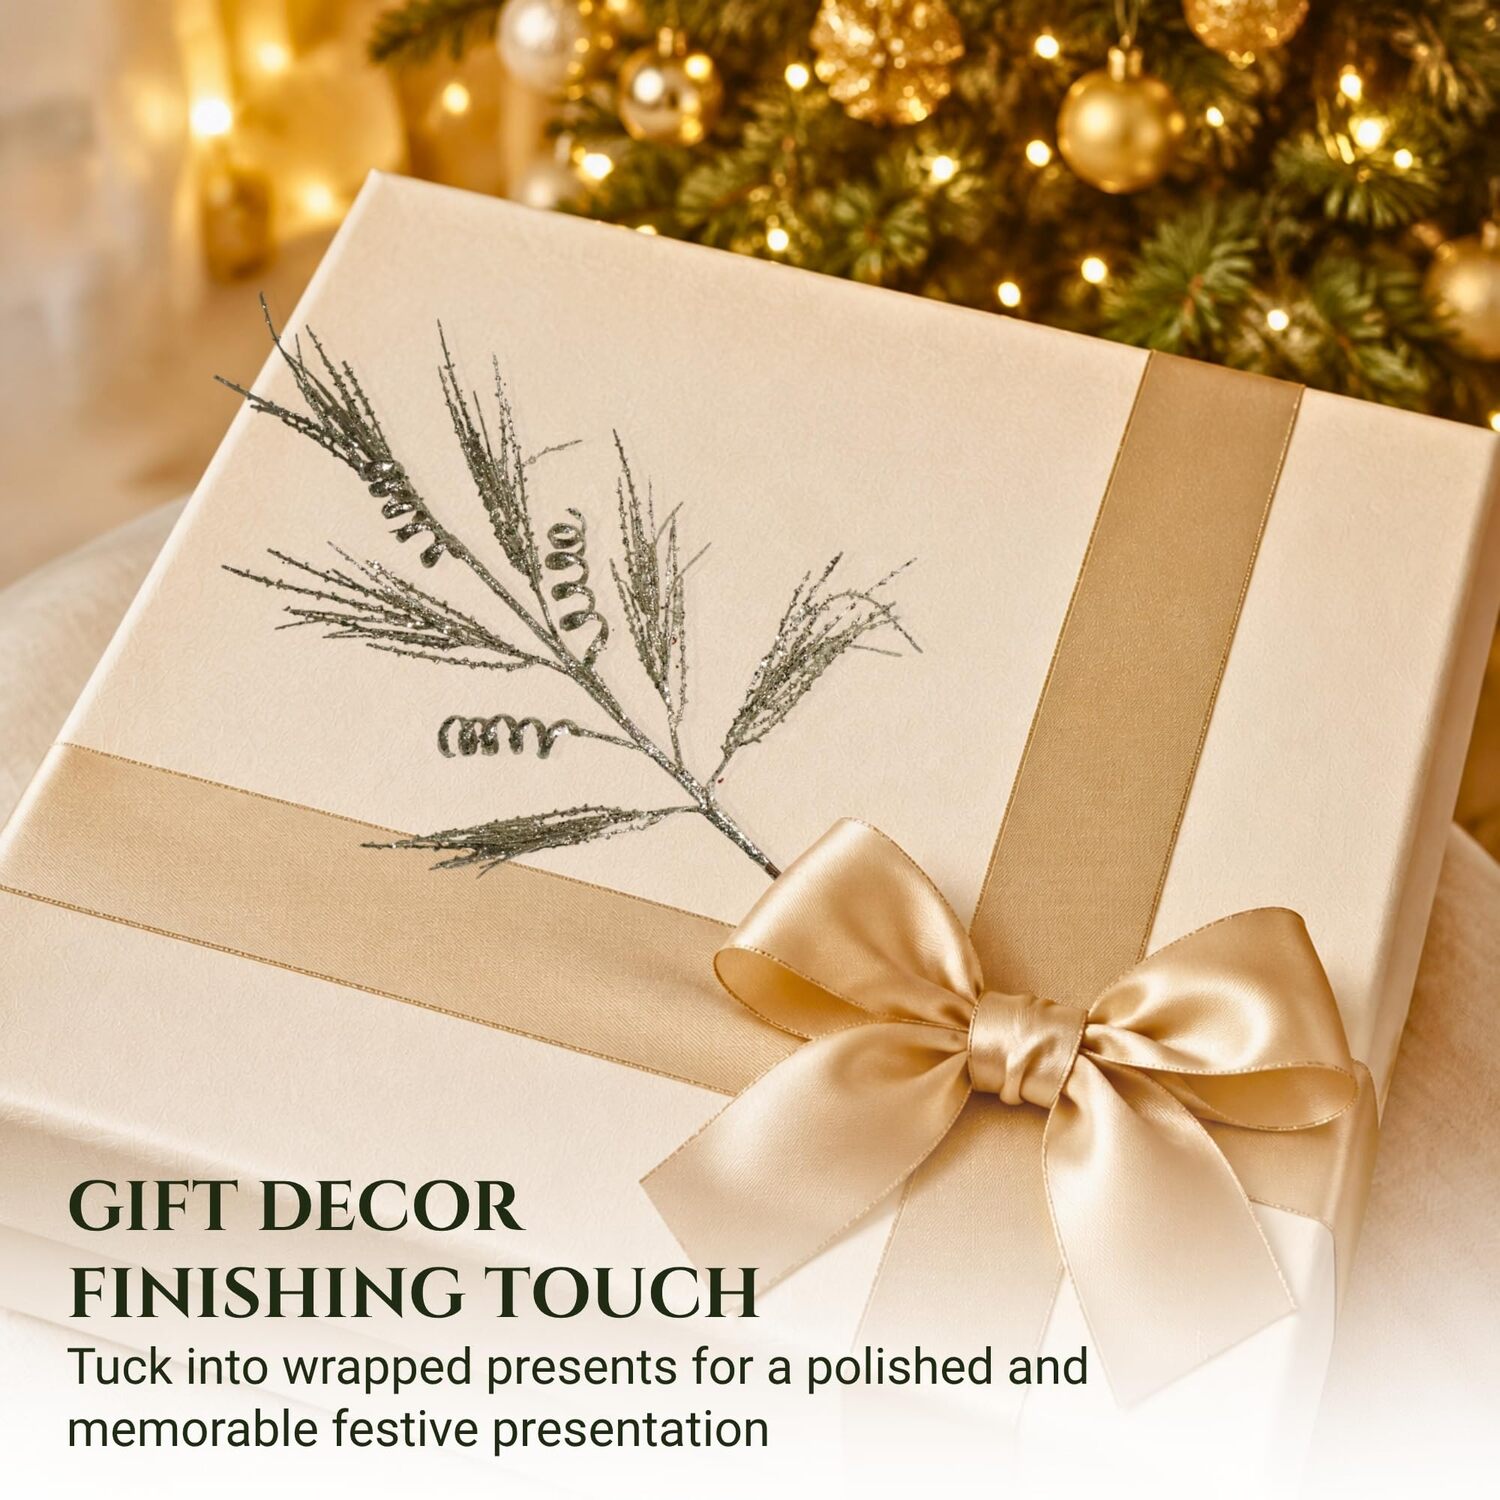 GIFT DECOR
FINISHING TOUCH
Tuck into wrapped presents for a polished and
memorable festive presentation